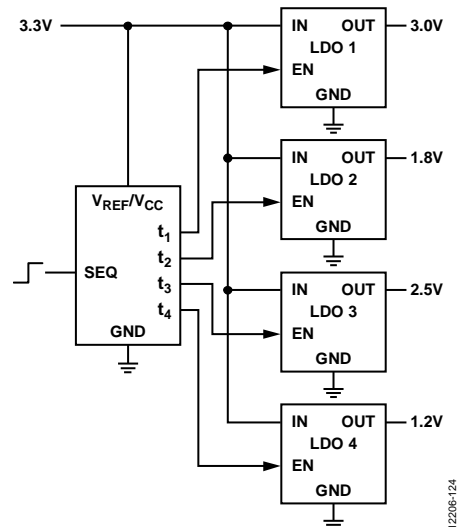 3.3V
IN OUT 3.0V
LDO 1
EN
GND
IN OUT 1.8V
LDO 2
EN
GND
VREF/VCC
t1
t2
SEQ
t3
t4
GND
IN OUT 2.5V
LDO 3
EN
GND
IN OUT 1.2V
LDO 4
EN
GND
12206-124